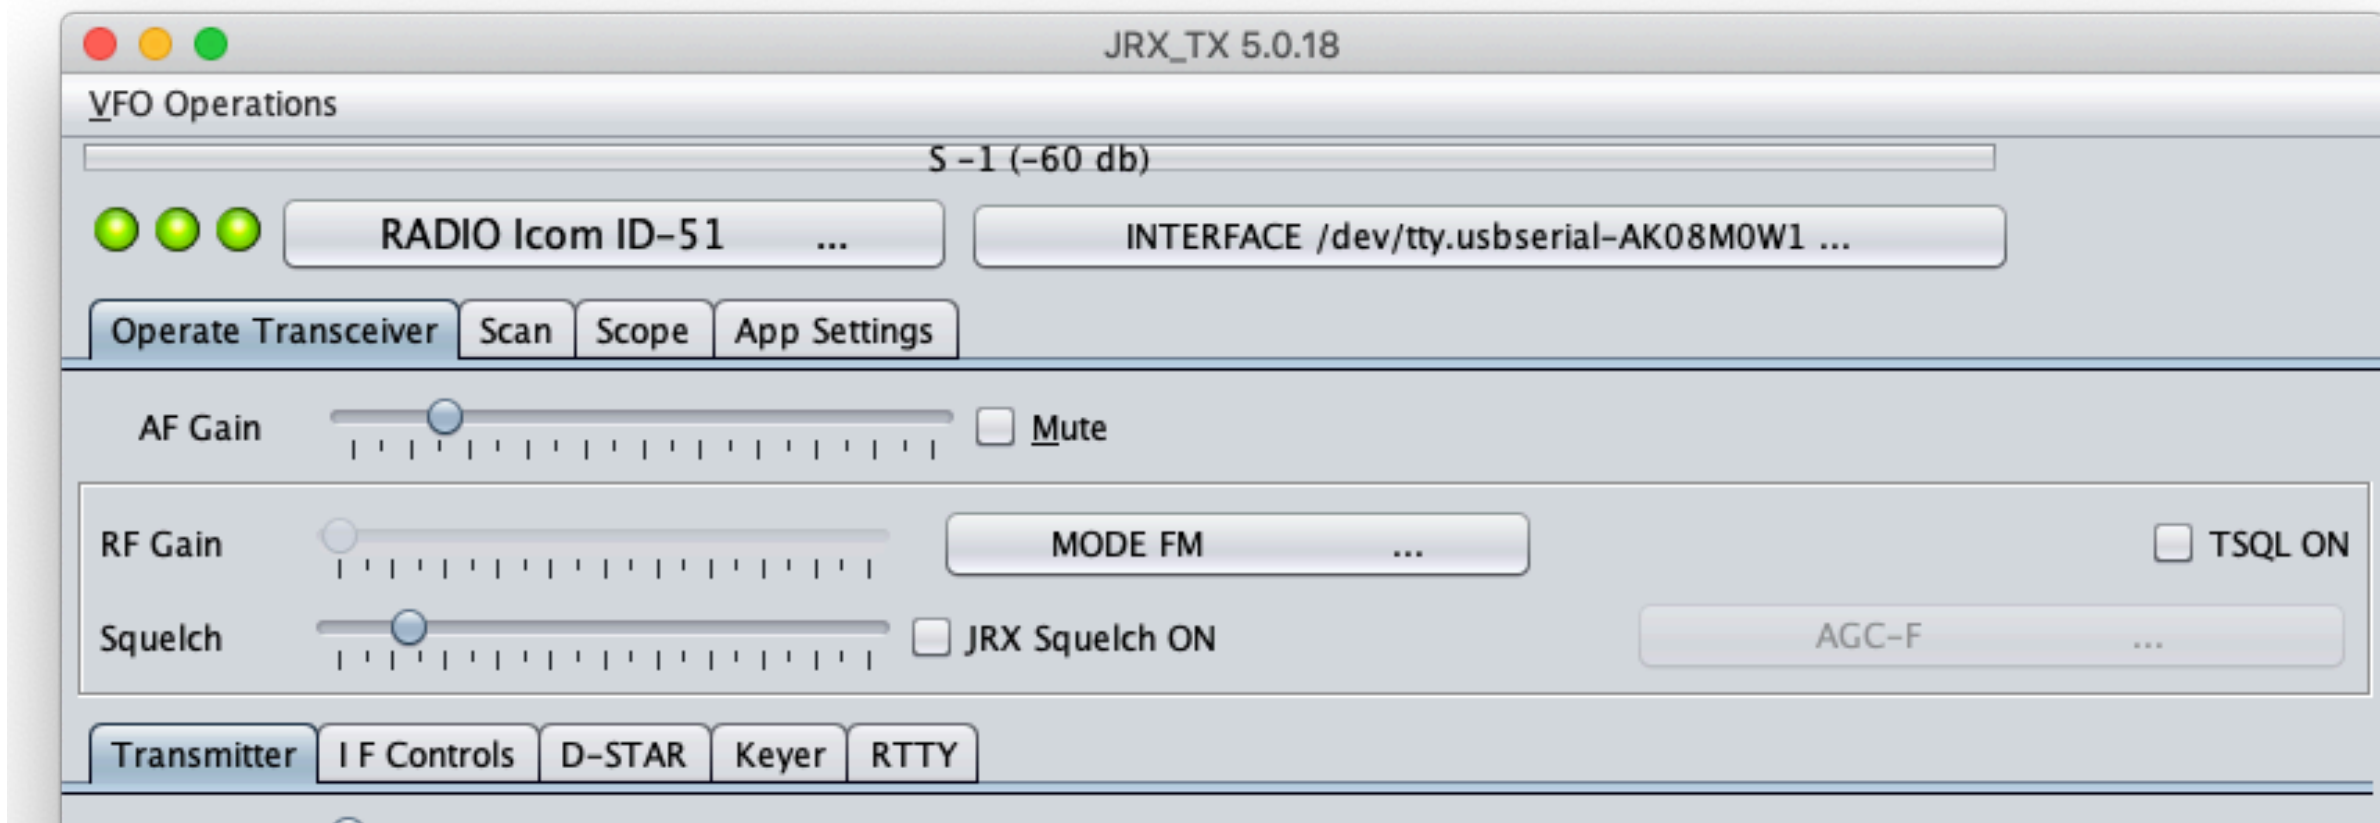 JRX_TX 5.0.18
VFO Operations
S -1 (-60 db)
RADIO Icom ID-51 ... INTERFACE /dev/tty.usbserial-AK08M0W1 ...
Operate Transceiver Scan Scope App Settings
AF Gain Mute
RF Gain MODE FM ... TSQL ON
Squelch JRX Squelch ON AGC-F ...
Transmitter I F Controls D-STAR Keyer RTTY